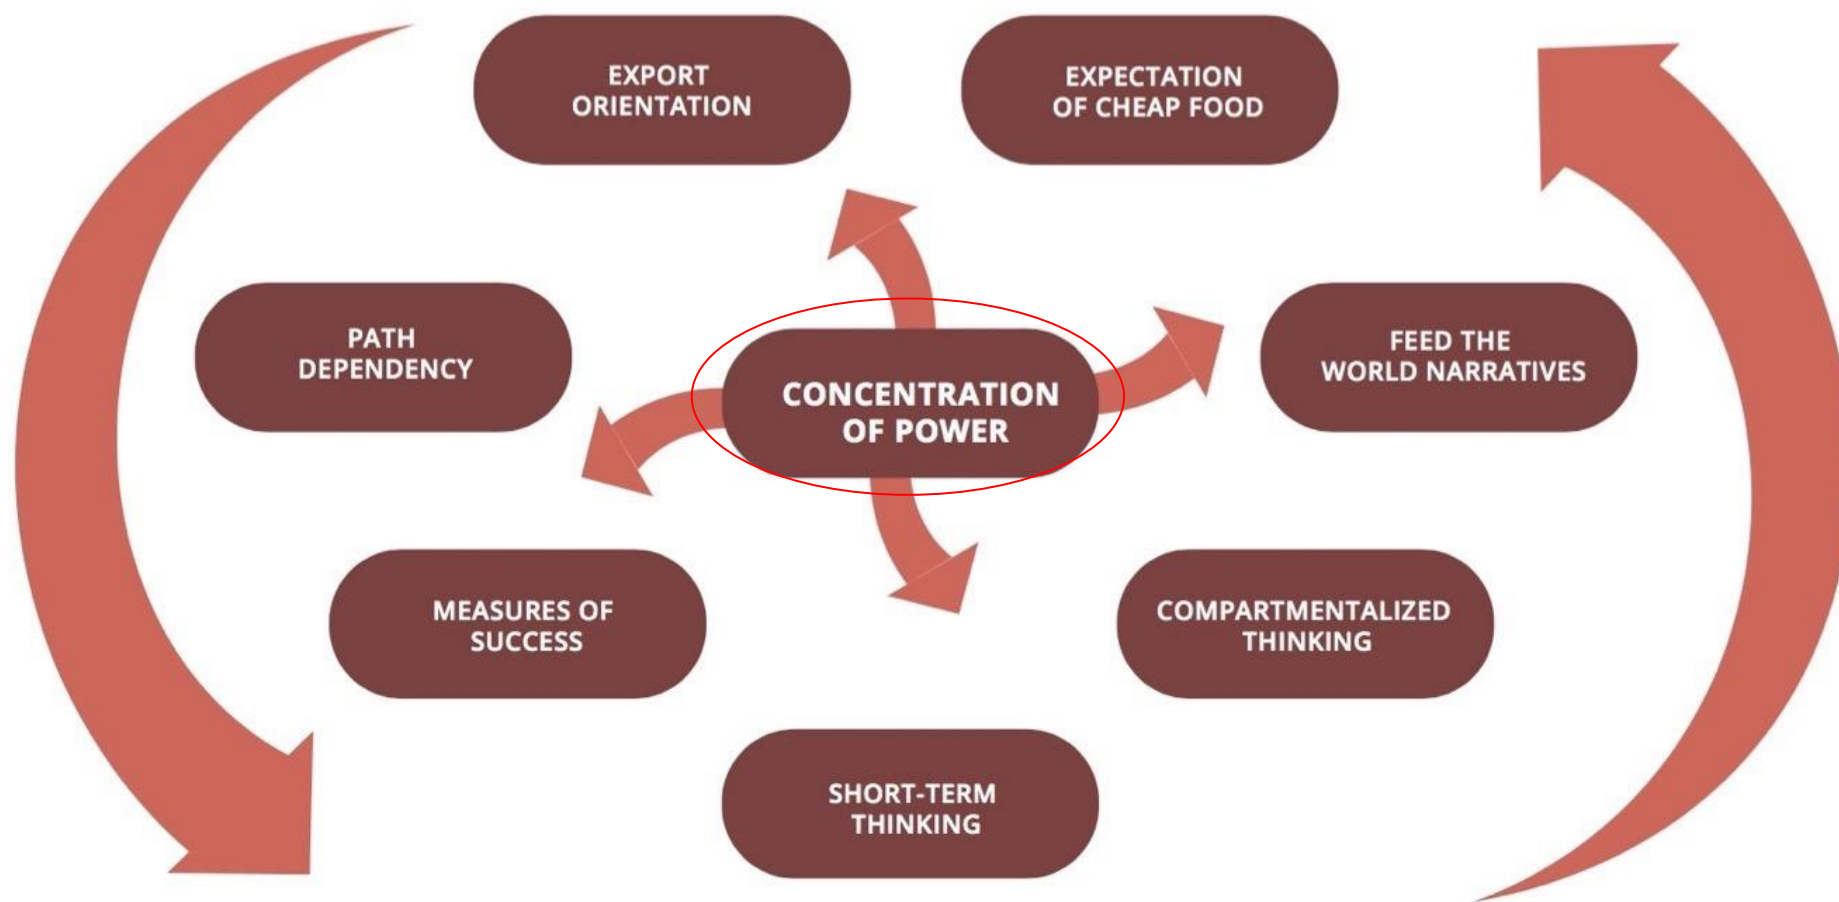 EXPORT
ORIENTATION
EXPECTATION
OF CHEAP FOOD
PATH
DEPENDENCY
CONCENTRATION
OF POWER
FEED THE
WORLD NARRATIVES
MEASURES OF
SUCCESS
COMPARTMENTALIZED
THINKING
SHORT-TERM
THINKING